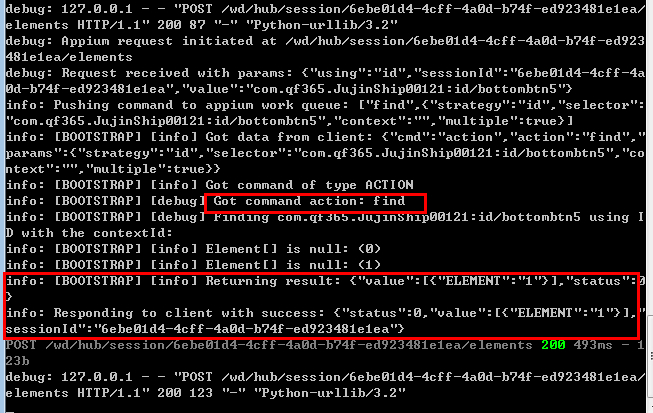 debug: 127.0.0.1 - - "POST /wd/hub/session/6ebe01d4-4cff-4a0d-b74f-ed923481e1ea/
elements HTTP/1.1" 200 87 "-" "Python-urllib/3.2"
debug: Appium request initiated at /wd/hub/session/6ebe01d4-4cff-4a0d-b74f-ed923
481e1ea/elements
debug: Request received with params: {"using":"id","sessionId":"6ebe01d4-4cff-4a
0d-b74f-ed923481e1ea","value":"com.qf365.JujinShip00121:id/bottombtn5"}
info: Pushing command to appium work queue: ["find",{"strategy":"id","selector":
"com.qf365.JujinShip00121:id/bottombtn5","context":"","multiple":true}]
info: [BOOTSTRAP] [info] Got data from client: {"cmd":"action","action":"find","
params":{"strategy":"id","selector":"com.qf365.JujinShip00121:id/bottombtn5","co
ntext":"","multiple":true}}
info: [BOOTSTRAP] [info] Got command of type ACTION
info: [BOOTSTRAP] [debug] Got command action: find
info: [BOOTSTRAP] [debug] Finding com.qf365.JujinShip00121:id/bottombtn5 using I
D with the contextId:
info: [BOOTSTRAP] [info] Element[] is null: (0)
info: [BOOTSTRAP] [info] Element[] is null: (1)
info: [BOOTSTRAP] [info] Returning result: {"value":[{"ELEMENT":"1"}],"status":0
}
info: Responding to client with success: {"status":0,"value":[{"ELEMENT":"1"}],"
sessionId":"6ebe01d4-4cff-4a0d-b74f-ed923481e1ea"}
POST /wd/hub/session/6ebe01d4-4cff-4a0d-b74f-ed923481e1ea/elements 200 493ms - 1
23b
debug: 127.0.0.1 - - "POST /wd/hub/session/6ebe01d4-4cff-4a0d-b74f-ed923481e1ea/
elements HTTP/1.1" 200 123 "-" "Python-urllib/3.2"